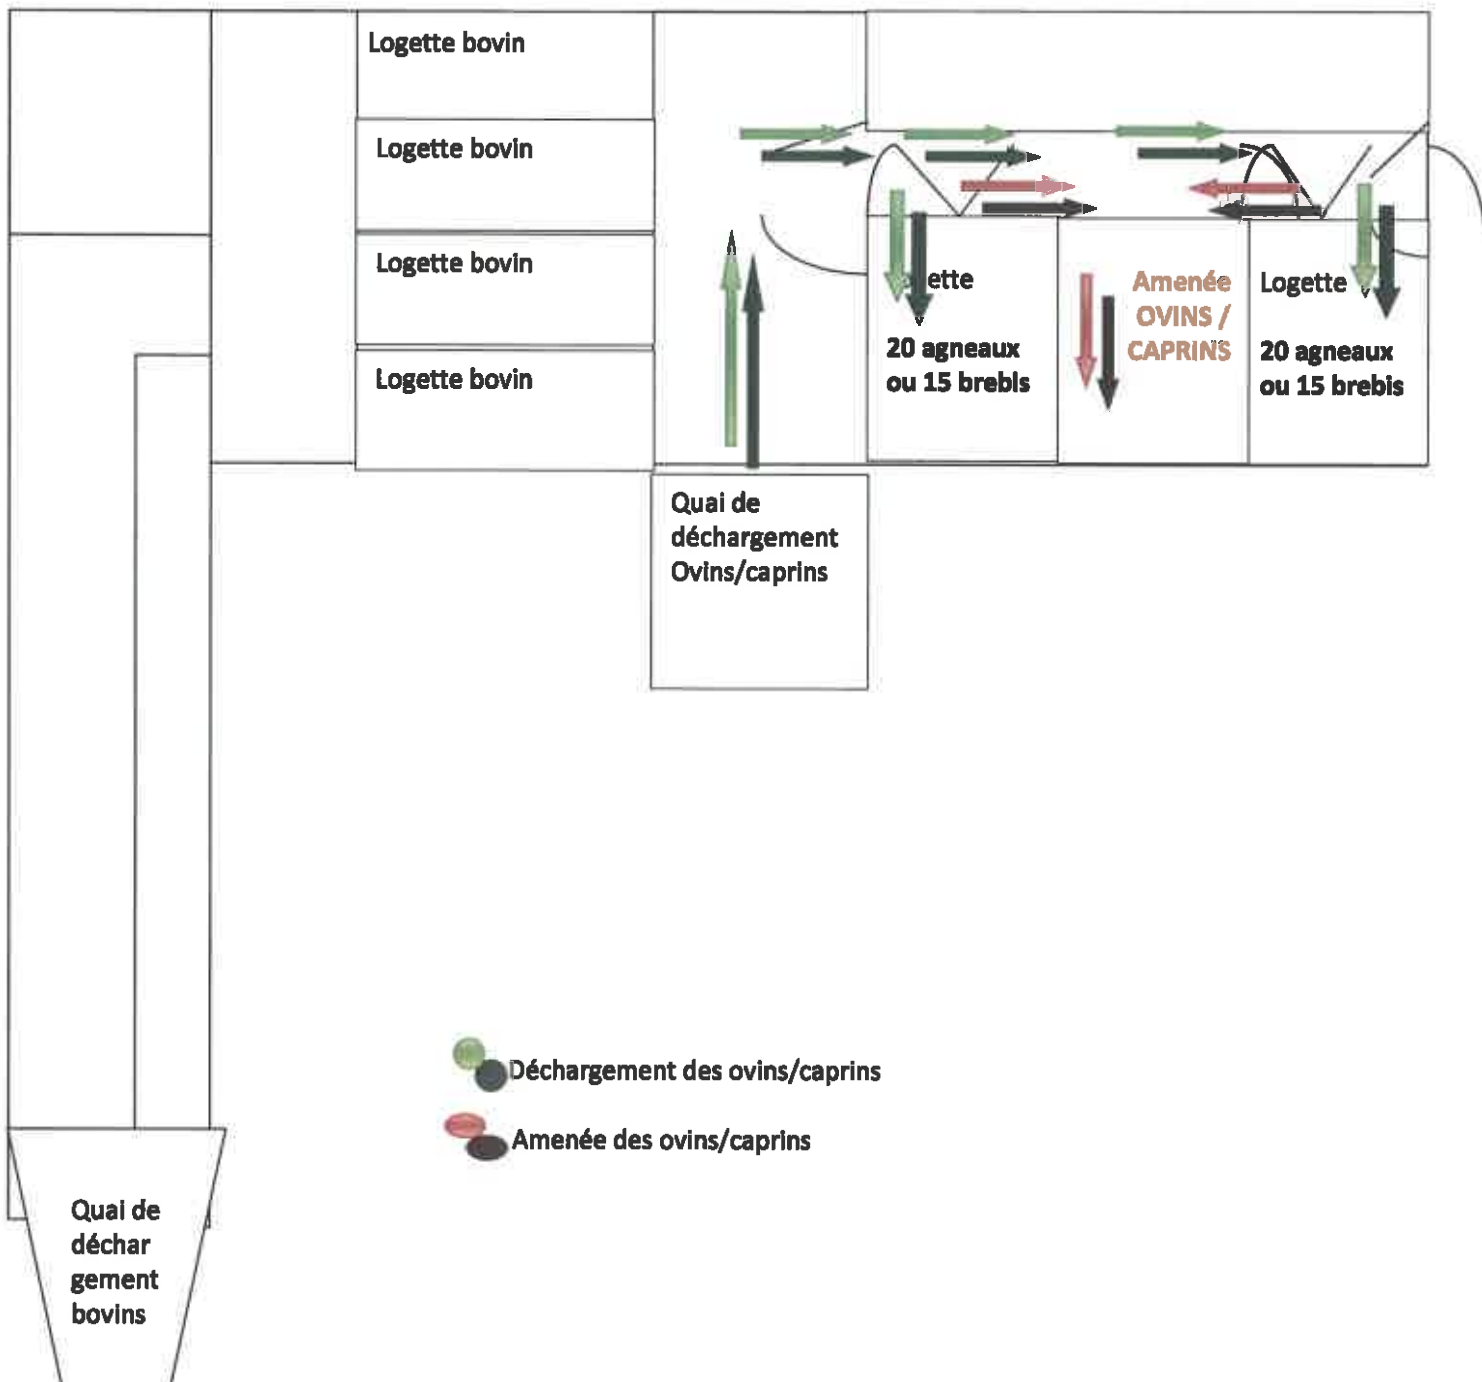 Logette bovin
Logette bovin
Logette bovin
Logette bovin
ette
20 agneaux
ou 15 brebis
Amenée
OVINS /
CAPRINS
Logette
20 agneaux
ou 15 brebis
Quai de
déchargement
Ovins/caprins
Déchargement des ovins/caprins
Amenée des ovins/caprins
Quai de
déchar
gement
bovins